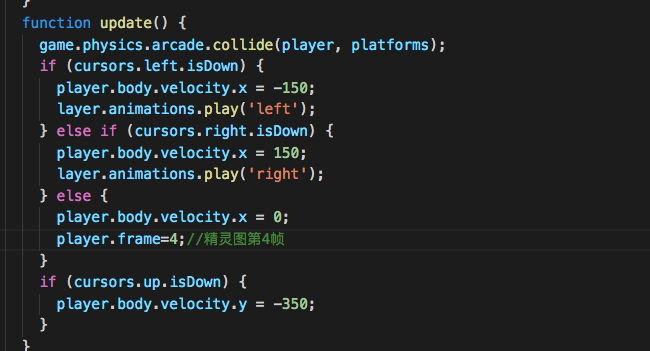 }
function update() {
game.physics.arcade.collide(player, platforms);
if (cursors.left.isDown) {
player.body.velocity.x = -150;
layer.animations.play('left');
} else if (cursors.right.isDown) {
player.body.velocity.x = 150;
layer.animations.play('right');
} else {
player.body.velocity.x = 0;
player.frame=4;//精灵图第4帧
}
if (cursors.up.isDown) {
player.body.velocity.y = -350;
}
}